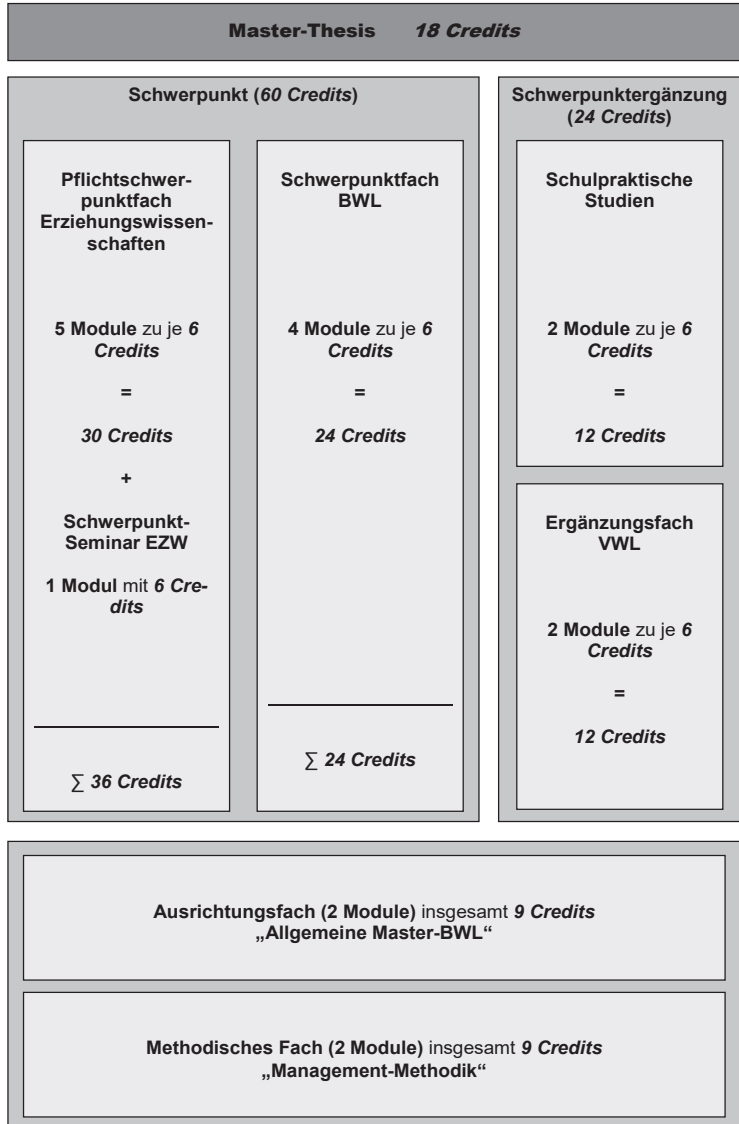 Master-Thesis 18 Credits
Schwerpunkt (60 Credits)
Pflichtschwer-
punktfach
Erziehungswissen-
schaften
5 Module zu je 6
Credits
=
30 Credits
+
Schwerpunkt-
Seminar EZW
1 Modul mit 6 Cre-
dits
∑ 36 Credits
Schwerpunktfach
BWL
4 Module zu je 6
Credits
=
24 Credits
∑ 24 Credits
Schwerpunktergänzung
(24 Credits)
Schulpraktische
Studien
2 Module zu je 6
Credits
=
12 Credits
Ergänzungsfach
VWL
2 Module zu je 6
Credits
=
12 Credits
Ausrichtungsfach (2 Module) insgesamt 9 Credits
„Allgemeine Master-BWL“
Methodisches Fach (2 Module) insgesamt 9 Credits
„Management-Methodik“